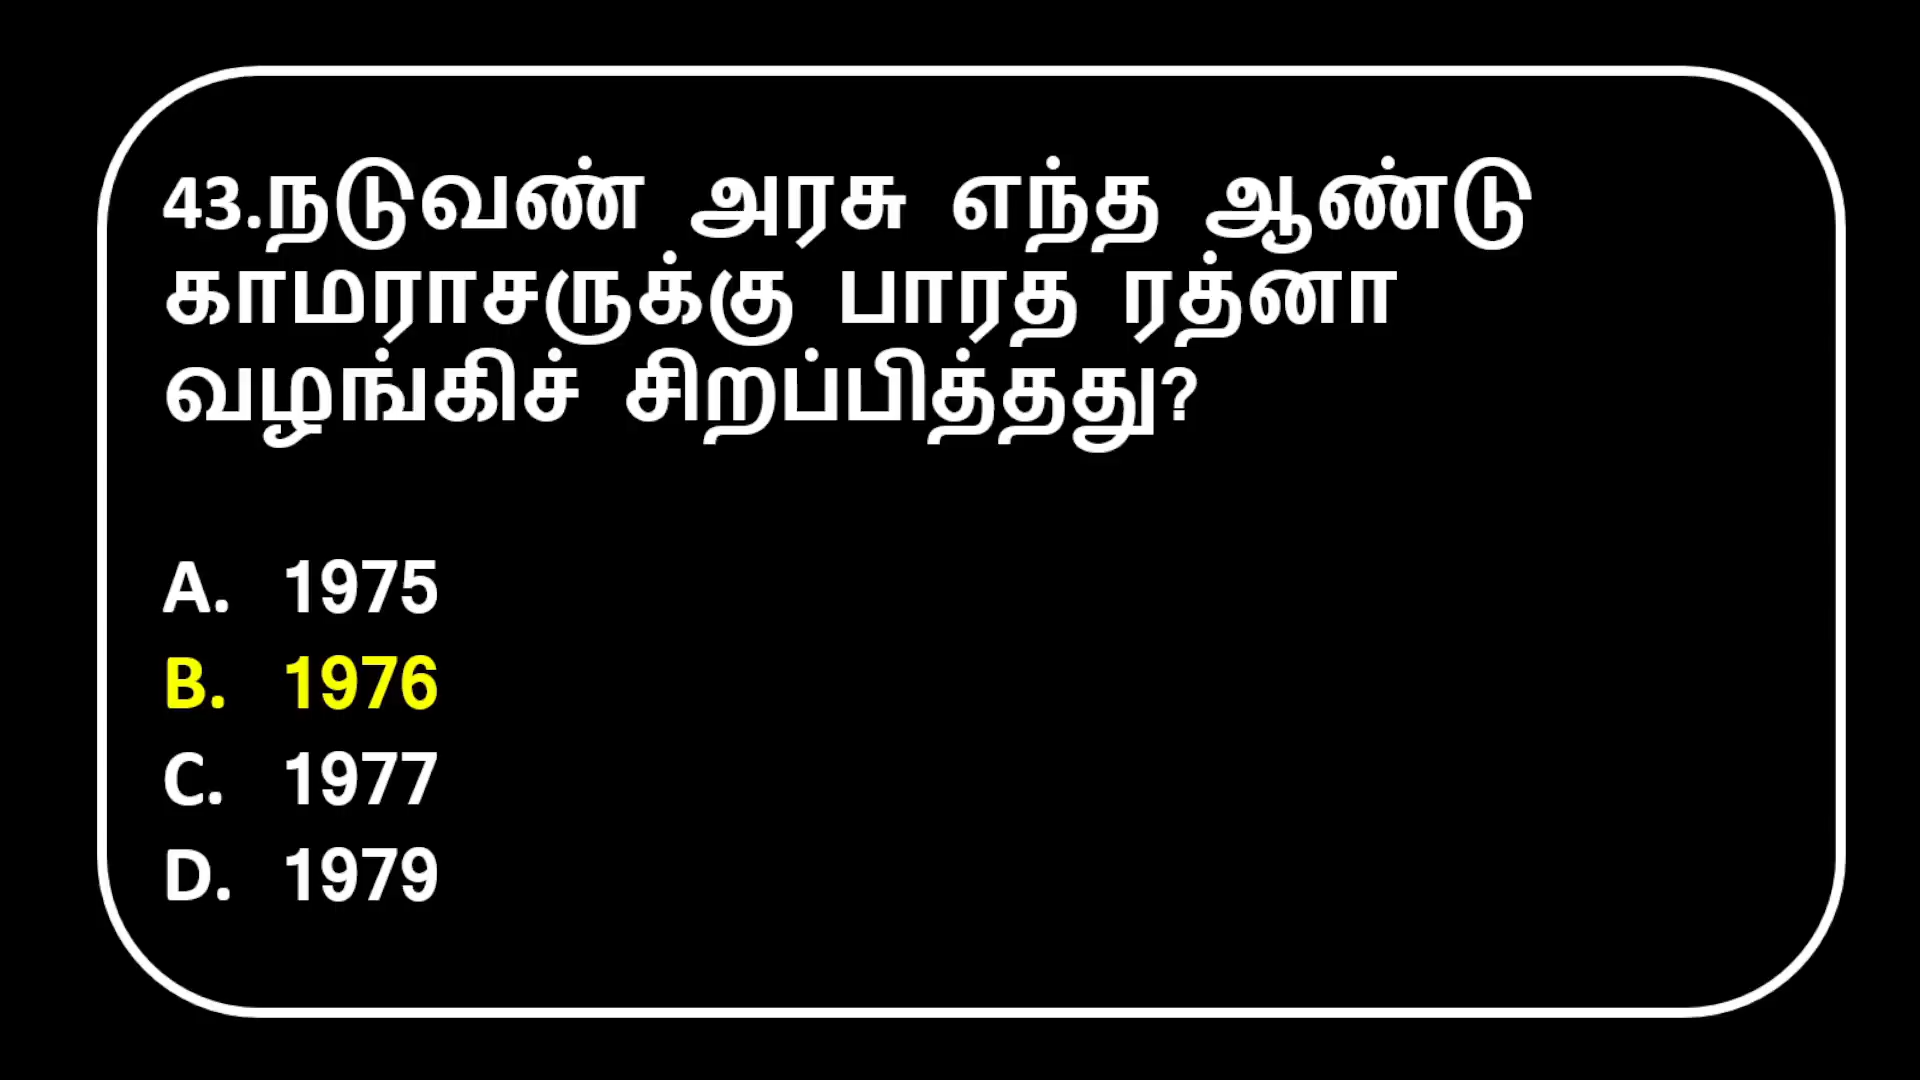 43.நடுவண் அரசு எந்த ஆண்டு
காமராசருக்கு பாரத ரத்னா
வழங்கிச் சிறப்பித்தது?
A. 1975
B. 1976
C. 1977
D. 1979